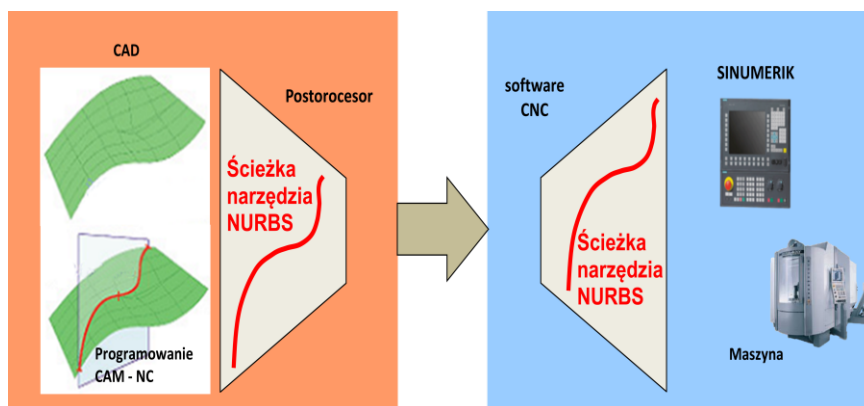 CAD
Postorocesor
Ścieżka
narzędzia
NURBS
Programowanie
CAM - NC
software
CNC
SINUMERIK
Ścieżka
narzędzia
NURBS
Maszyna